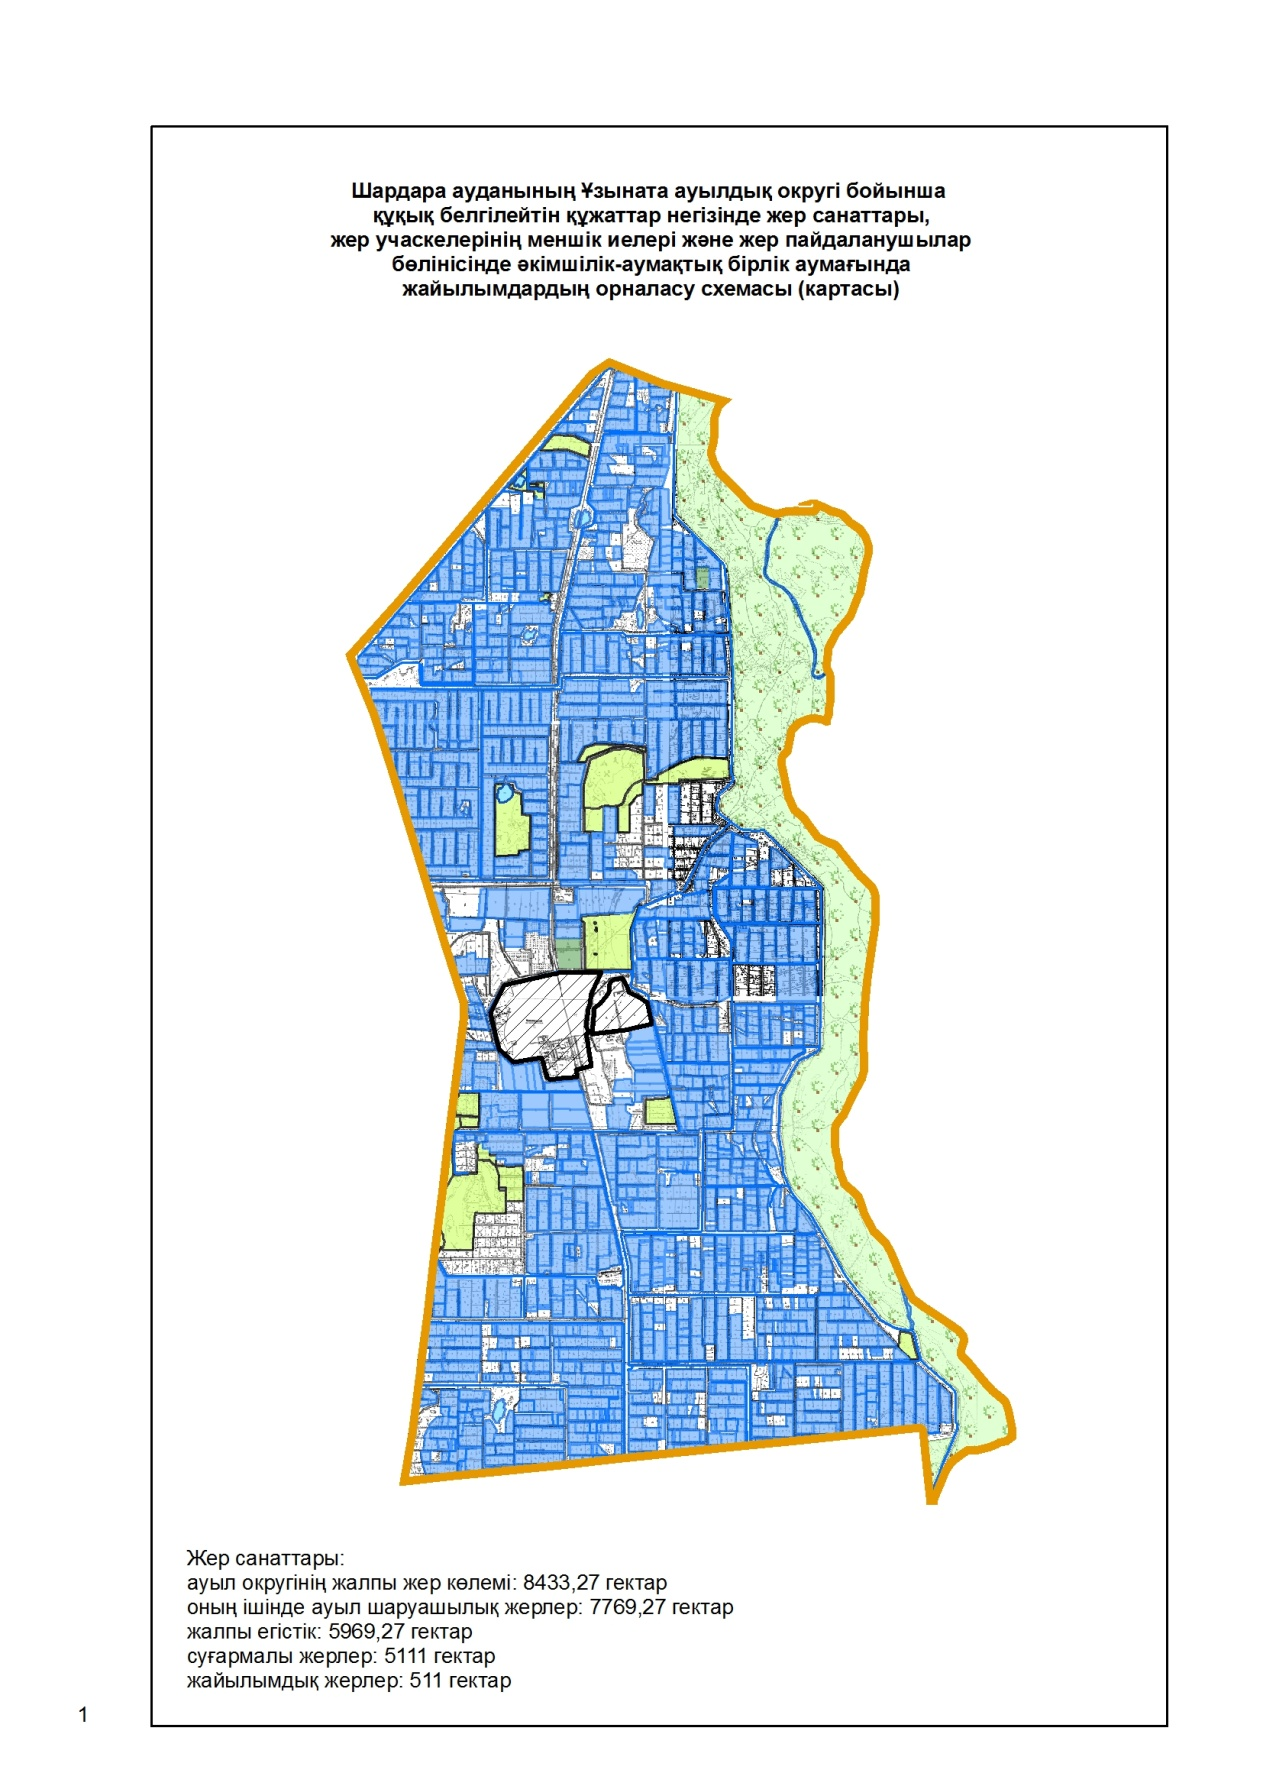 Шардара ауданының Ұзыната ауылдық округі бойынша
құқық белгілейтін құжаттар негізінде жер санаттары,
жер учаскелерінің меншік иелері және жер пайдаланушылар
бөлінісінде әкімшілік-аумақтық бірлік аумағында
жайылымдардың орналасу схемасы (картасы)
Жер санаттары:
ауыл округінің жалпы жер көлемі: 8433,27 гектар
оның ішінде ауыл шаруашылық жерлер: 7769,27 гектар
жалпы егістік: 5969,27 гектар
суғармалы жерлер: 5111 гектар
жайылымдық жерлер: 511 гектар
1